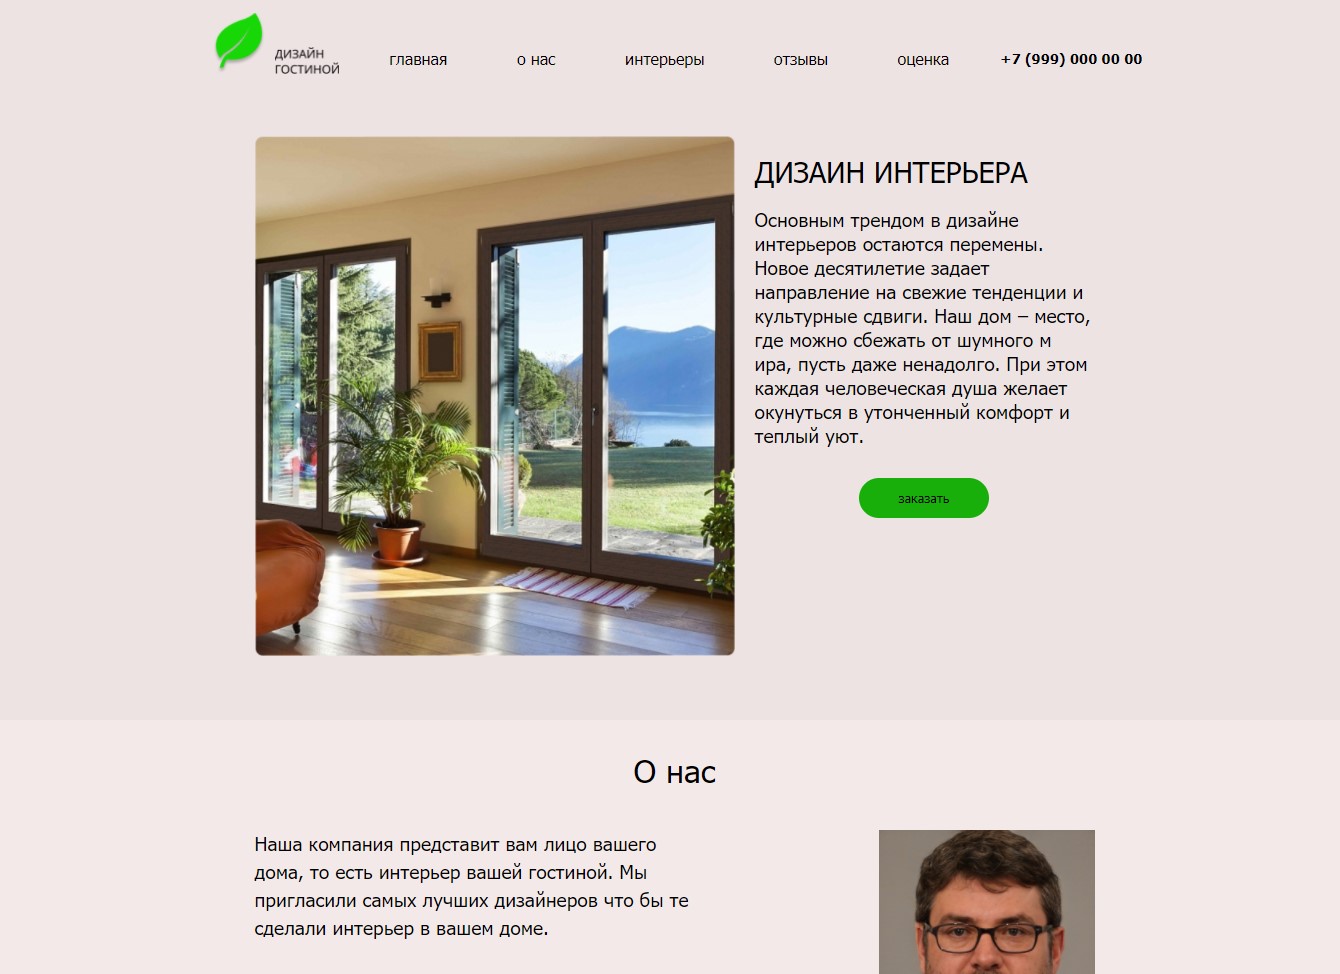 ДИЗАЙН
ГОСТИНОЙ
главная
о нас
интерьеры
отзывы
оценка
+7 (999) 000 00 00
ДИЗАИН ИНТЕРЬЕРА
Основным трендом в дизайне
интерьеров остаются перемены.
Новое десятилетие задает
направление на свежие тенденции и
культурные сдвиги. Наш дом – место,
где можно сбежать от шумного м
ира, пусть даже ненадолго. При этом
каждая человеческая душа желает
окунуться в утонченный комфорт и
теплый уют.
заказать
О нас
Наша компания представит вам лицо вашего
дома, то есть интерьер вашей гостиной. Мы
пригласили самых лучших дизайнеров что бы те
сделали интерьер в вашем доме.